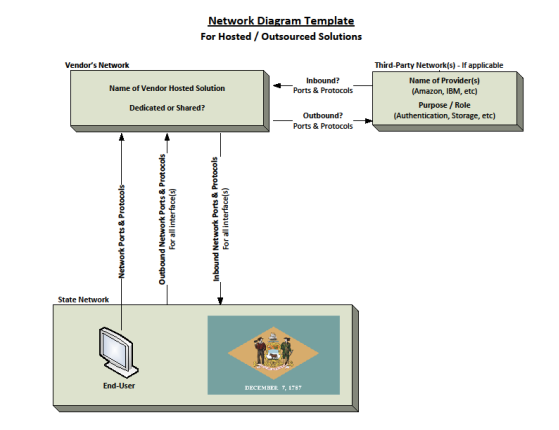 Network Diagram Template
For Hosted / Outsourced Solutions
Vendor's Network
Third-Party Network(s) - If applicable
Name of Vendor Hosted Solution
Dedicated or Shared?
Inbound?
Ports & Protocols
Outbound?
Ports & Protocols
Name of Provider(s)
(Amazon, IBM, etc)
Purpose / Role
(Authentication, Storage, etc)
Network Ports & Protocols
Outbound Network Ports & Protocols
For all interface(s)
Inbound Network Ports & Protocols
For all interface(s)
State Network
End-User
DECEMBER 7, 1787